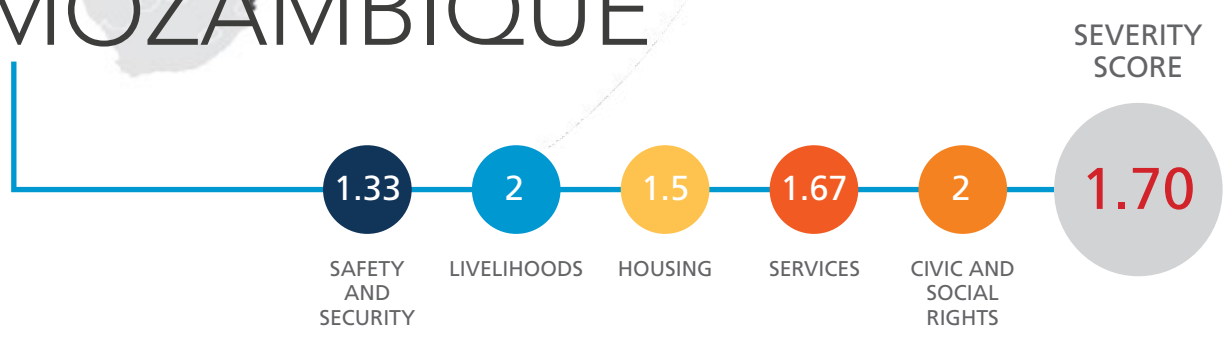 MOZAMBIQUE
SEVERITY
SCORE
1.33
2
1.5
1.67
2
1.70
SAFETY
AND
SECURITY
LIVELIHOODS
HOUSING
SERVICES
CIVIC AND
SOCIAL
RIGHTS